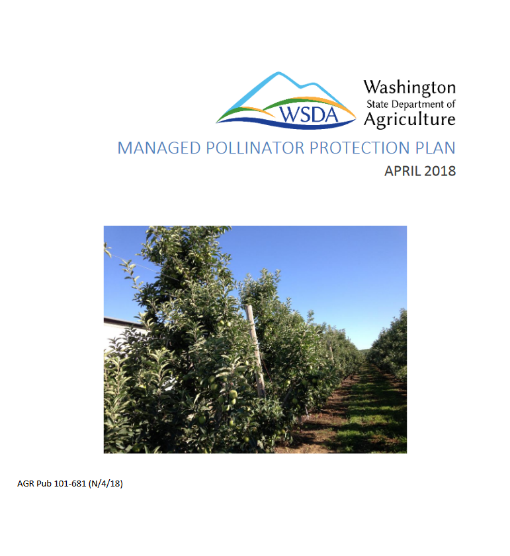 WSDA
Washington
State Department of
Agriculture
MANAGED POLLINATOR PROTECTION PLAN
APRIL 2018
AGR Pub 101-681 (N/4/18)